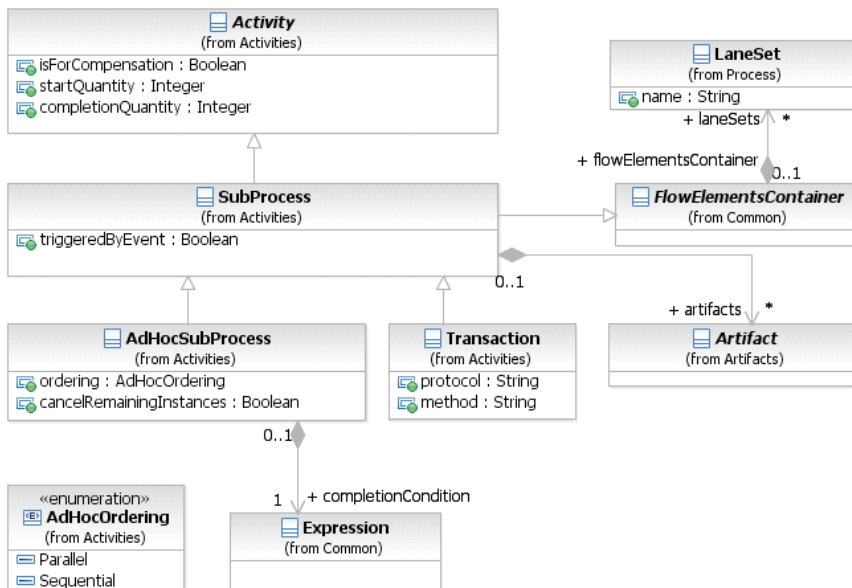 Activity
(from Activities)
isForCompensation : Boolean
startQuantity : Integer
completionQuantity : Integer
LaneSet
(from Process)
name : String
+ laneSets *
+ flowElementsContainer
0..1
SubProcess
(from Activities)
triggeredByEvent : Boolean
FlowElementsContainer
(from Common)
0..1
+ artifacts *
AdHocSubProcess
(from Activities)
ordering : AdHocOrdering
cancelRemainingInstances : Boolean
Transaction
(from Activities)
protocol : String
method : String
Artifact
(from Artifacts)
0..1
1 + completionCondition
«enumeration»
<E> AdHocOrdering
(from Activities)
Parallel
Sequential
Expression
(from Common)